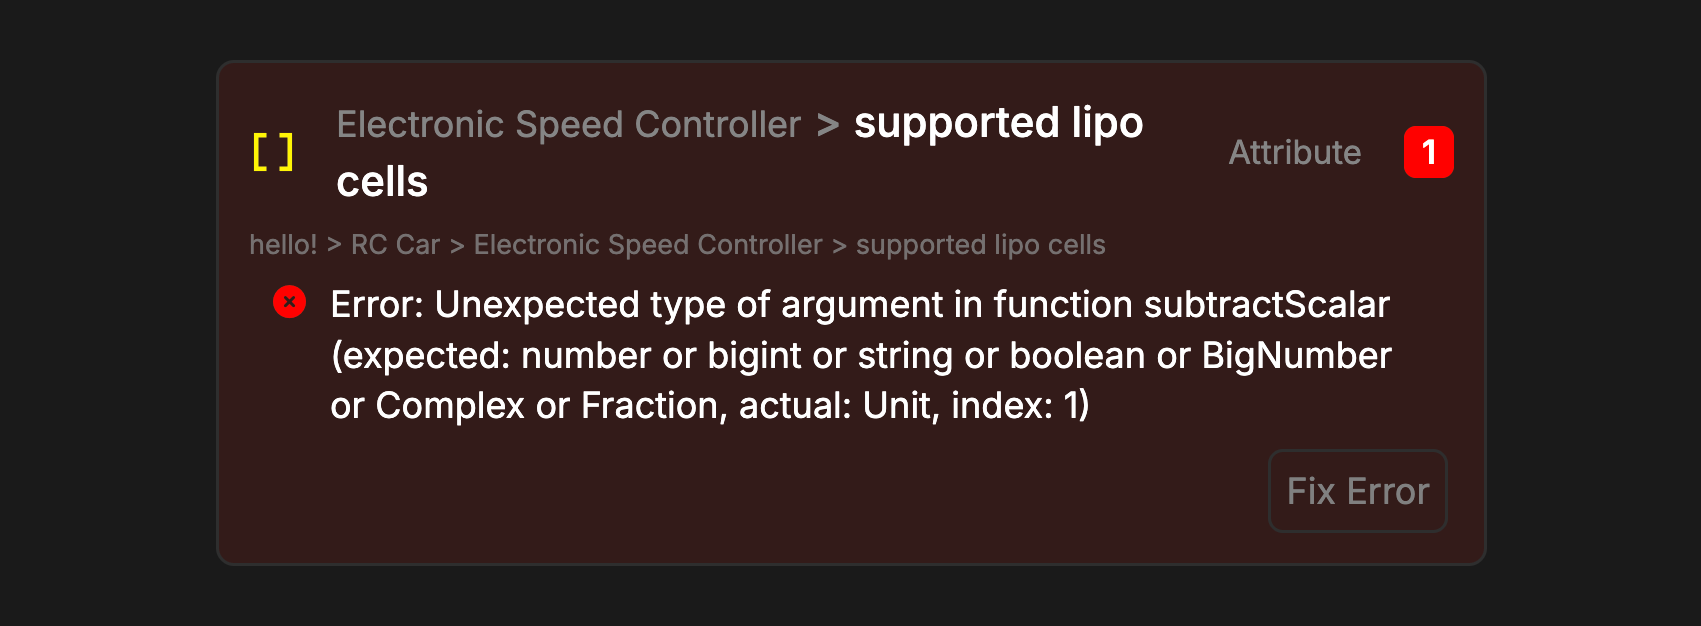 [ ]
Electronic Speed Controller > supported lipo
cells
Attribute
1
hello! > RC Car > Electronic Speed Controller > supported lipo cells
Error: Unexpected type of argument in function subtractScalar
(expected: number or bigint or string or boolean or BigNumber
or Complex or Fraction, actual: Unit, index: 1)
Fix Error